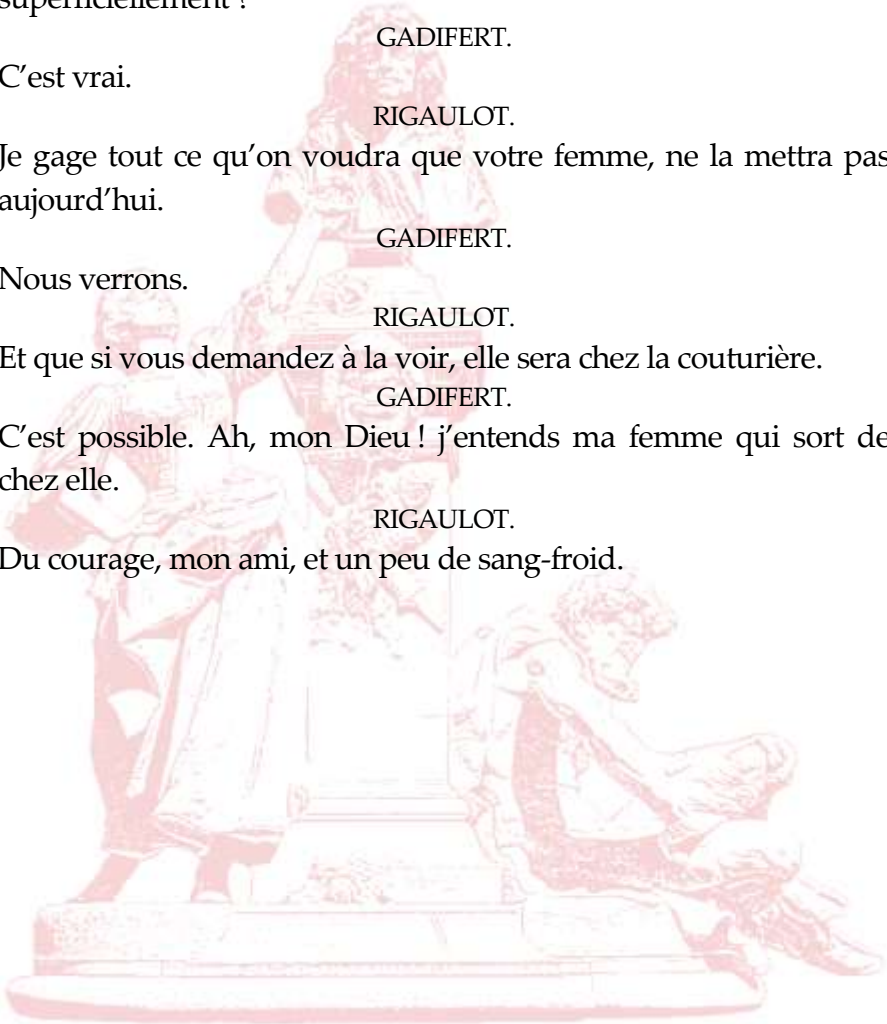 superficiellement !
GADIFERT.
C’est vrai.
RIGAULOT.
Je gage tout ce qu’on voudra que votre femme, ne la mettra pas
aujourd’hui.
GADIFERT.
Nous verrons.
RIGAULOT.
Et que si vous demandez à la voir, elle sera chez la couturière.
GADIFERT.
C’est possible. Ah, mon Dieu ! j’entends ma femme qui sort de
chez elle.
RIGAULOT.
Du courage, mon ami, et un peu de sang-froid.